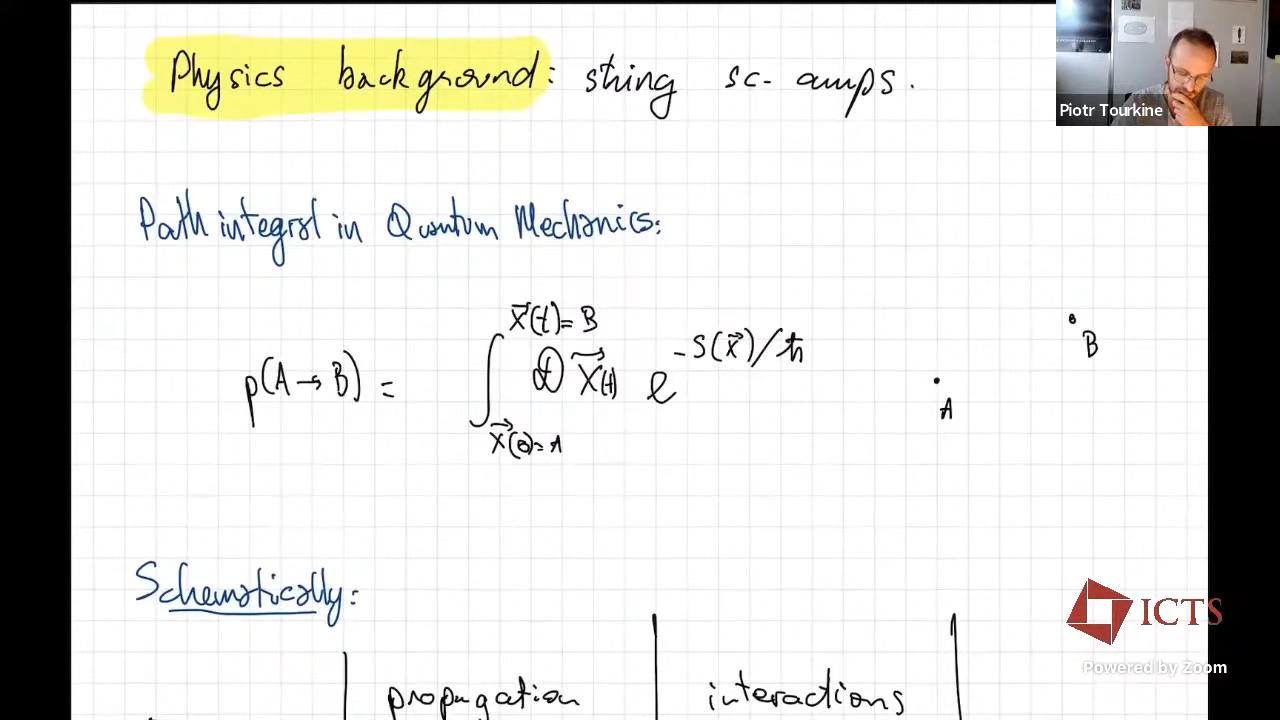 Physics background: string sc. amps.
Piotr Tourkine
Path integral in Quantum Mechanics:
p(A → B) = ∫_{X⃗(0)=A}^{X⃗(t)=B} 𝒟X⃗(t) e^{-S(X⃗)/ħ}
B
A
Schematically:
propagation interactions
ICTS
Powered by Zoom